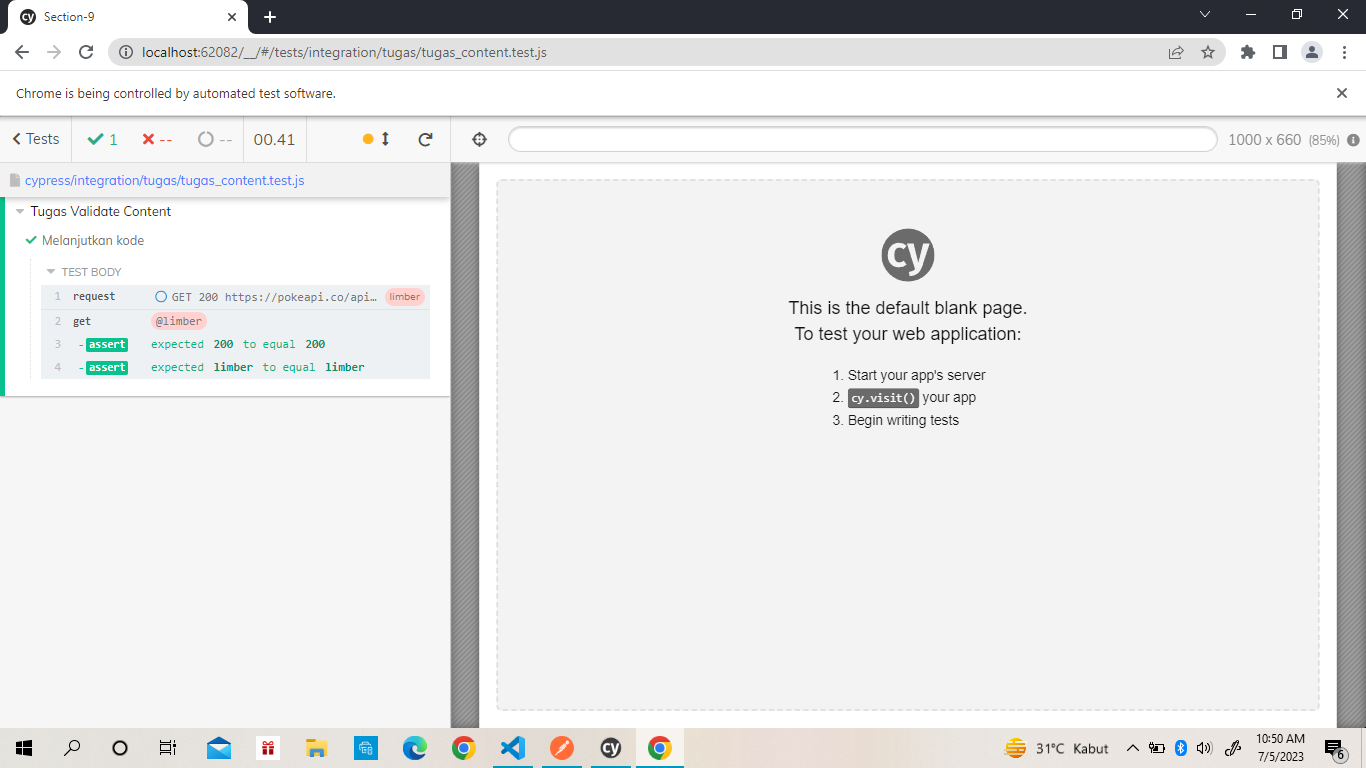 cy Section-9
localhost:62082/__/#/tests/integration/tugas/tugas_content.test.js
Chrome is being controlled by automated test software.
Tests 1 -- -- 00.41 1000 x 660 (85%)
cypress/integration/tugas/tugas_content.test.js
Tugas Validate Content
Melanjutkan kode
TEST BODY
1 request GET 200 https://pokeapi.co/api… limber
2 get @limber
3 -assert expected 200 to equal 200
4 -assert expected limber to equal limber
cy
This is the default blank page.
To test your web application:
1. Start your app's server
2. cy.visit() your app
3. Begin writing tests
cy
31°C Kabut
10:50 AM
7/5/2023
6